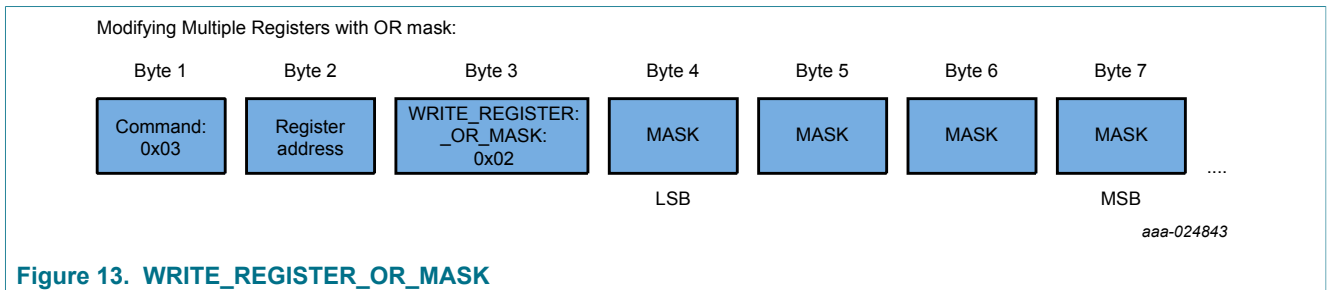 Modifying Multiple Registers with OR mask:
Byte 1 Byte 2 Byte 3 Byte 4 Byte 5 Byte 6 Byte 7
Command:
0x03
Register
address
WRITE_REGISTER:
_OR_MASK:
0x02
MASK
MASK
MASK
MASK
....
LSB MSB
aaa-024843
Figure 13. WRITE_REGISTER_OR_MASK